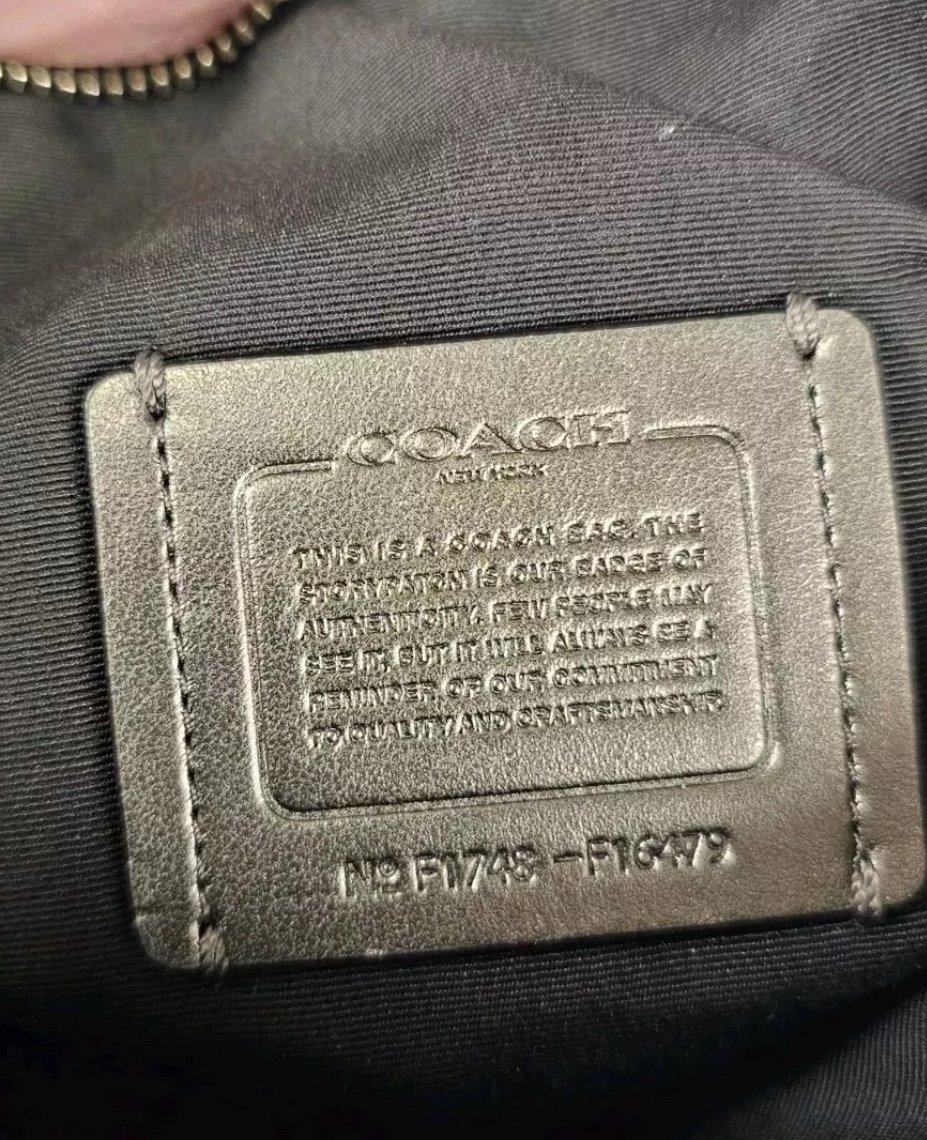 COACH
NEW YORK
THIS IS A COACH BAG. THE
STORYPATCH IS OUR BADGE OF
AUTHENTICITY. FEW PEOPLE MAY
SEE IT, BUT IT WILL ALWAYS BE A
REMINDER OF OUR COMMITMENT
TO QUALITY AND CRAFTSMANSHIP.
Nº F1748 -F16479